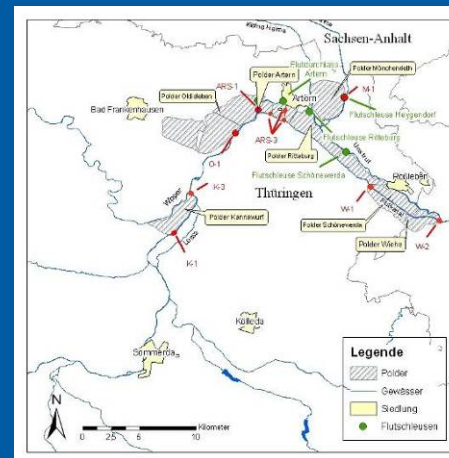 Sachsen-Anhalt
Flutdurchlass
Artern
Polder Artern
Polder Mönchenrieth
Polder Oldisleben
ARS-1
Artern
M-1
Bad Frankenhausen
Flutschleuse Heygendorf
ARS-3
Flutschleuse Ritteburg
O-1
Polder Ritteburg
Unstrut
Flutschleuse Schönewerda
Roßleben
K-3
Thüringen
Wipper
W-1
Polder Kannawurf
Lossa
Polder Schönewerda
W-2
K-1
Polder Wiehe
Kölleda
Sömmerda
Legende
Polder
Gewässer
Siedlung
Flutschleusen
N
Kilometer
0 2,5 5 10